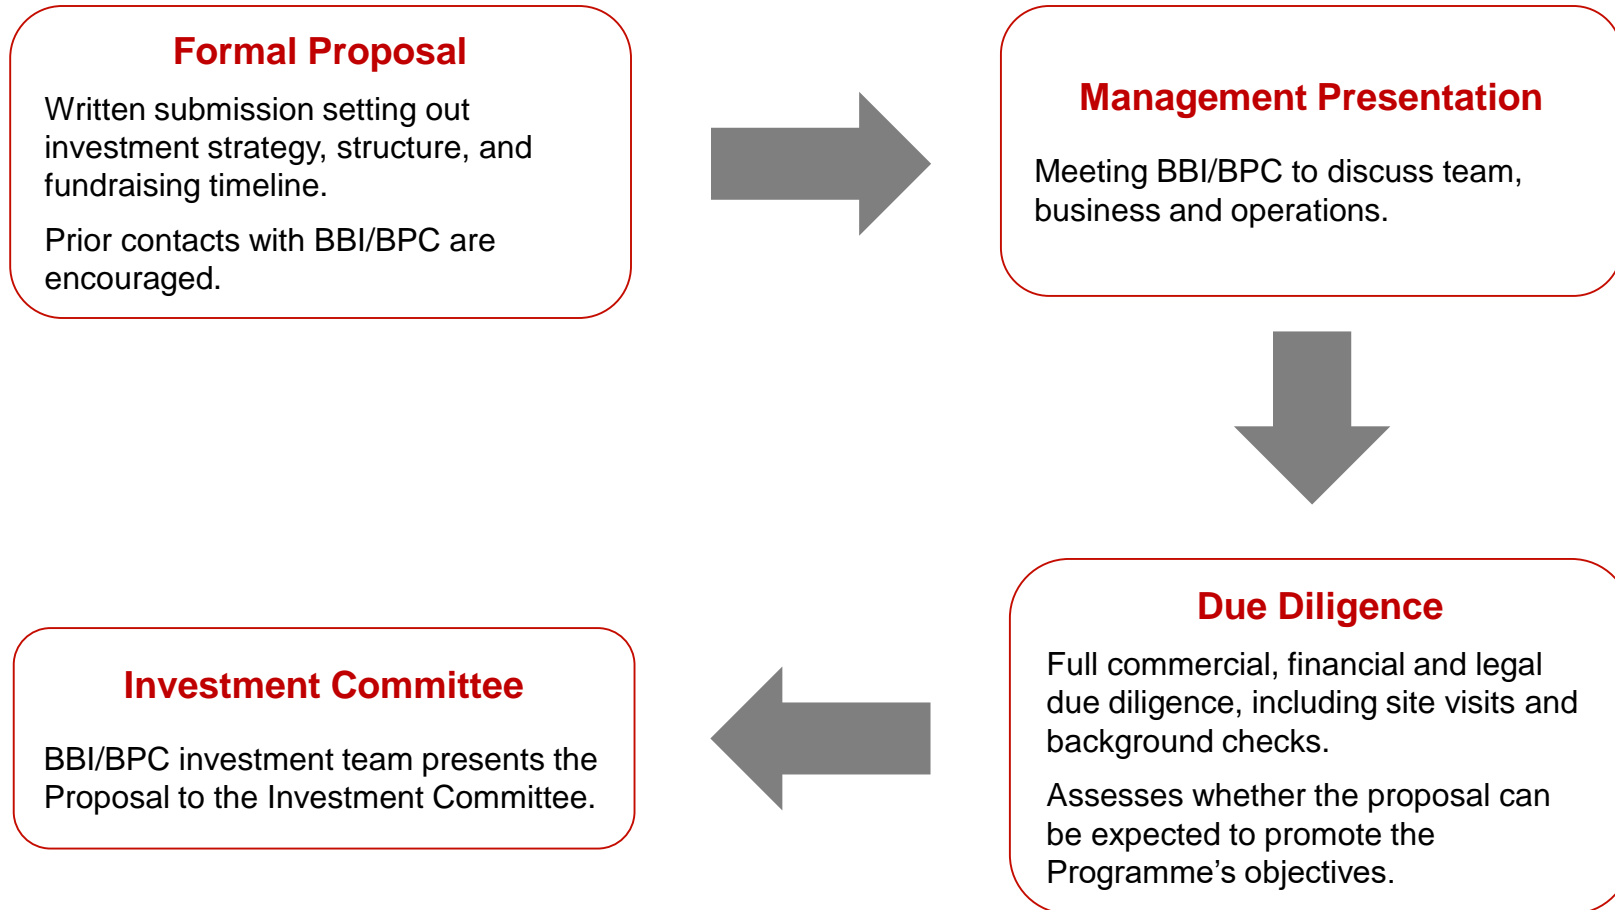 Formal Proposal
Written submission setting out
investment strategy, structure, and
fundraising timeline.
Prior contacts with BBI/BPC are
encouraged.
Management Presentation
Meeting BBI/BPC to discuss team,
business and operations.
Due Diligence
Full commercial, financial and legal
due diligence, including site visits and
background checks.
Assesses whether the proposal can
be expected to promote the
Programme’s objectives.
Investment Committee
BBI/BPC investment team presents the
Proposal to the Investment Committee.